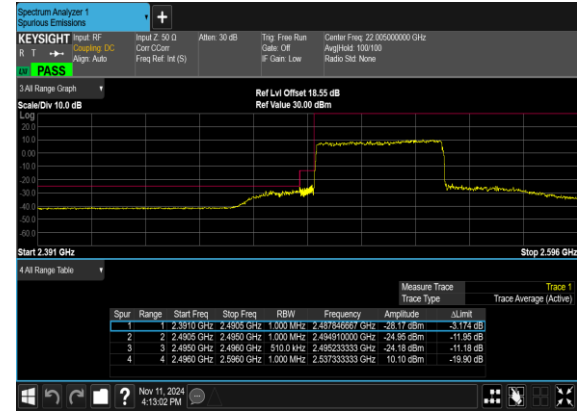 Spectrum Analyzer 1
Spurious Emissions
KEYSIGHT Input: RF Input Z: 50 Ω Atten: 30 dB Trig: Free Run Center Freq: 22.005000000 GHz
R T Coupling: DC Corr CCorr Gate: Off Avg|Hold: 100/100
Align: Auto Freq Ref: Int (S) IF Gain: Low Radio Std: None
PASS
3 All Range Graph
Ref Lvl Offset 18.55 dB
Scale/Div 10.0 dB Ref Value 30.00 dBm
Log
20.0
10.0
0.00
-10.0
-20.0
-30.0
-40.0
-50.0
-60.0
Start 2.391 GHz Stop 2.596 GHz
4 All Range Table
Measure Trace Trace 1
Trace Type Trace Average (Active)
Spur Range Start Freq Stop Freq RBW Frequency Amplitude ΔLimit
1 1 2.3910 GHz 2.4905 GHz 1.000 MHz 2.487846667 GHz -28.17 dBm -3.174 dB
2 2 2.4905 GHz 2.4950 GHz 1.000 MHz 2.494910000 GHz -24.95 dBm -11.95 dB
3 3 2.4950 GHz 2.4960 GHz 510.0 kHz 2.495233333 GHz -24.18 dBm -11.18 dB
4 4 2.4960 GHz 2.5960 GHz 1.000 MHz 2.537333333 GHz 10.10 dBm -19.90 dB
Nov 11, 2024
4:13:02 PM